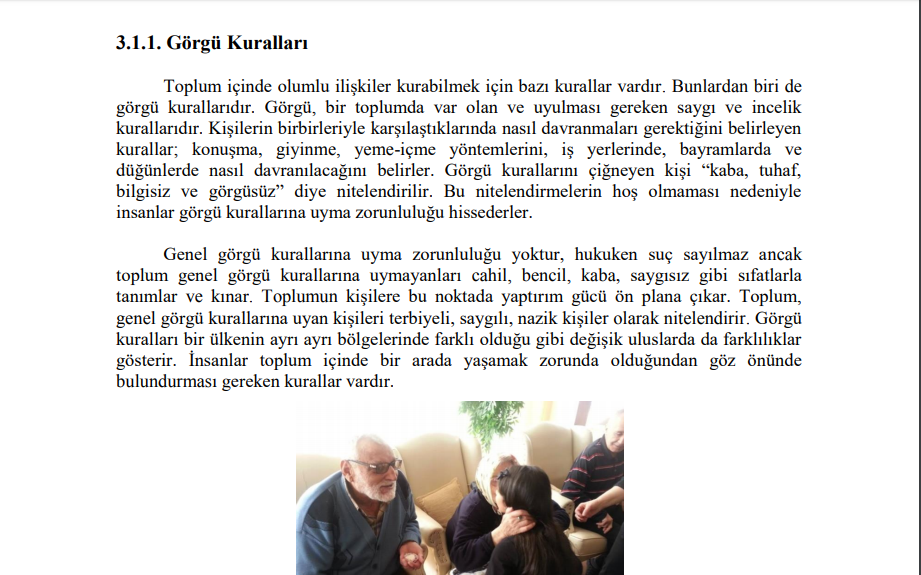 3.1.1. Görgü Kuralları
Toplum içinde olumlu ilişkiler kurabilmek için bazı kurallar vardır. Bunlardan biri de
görgü kurallarıdır. Görgü, bir toplumda var olan ve uyulması gereken saygı ve incelik
kurallarıdır. Kişilerin birbirleriyle karşılaştıklarında nasıl davranmaları gerektiğini belirleyen
kurallar; konuşma, giyinme, yeme-içme yöntemlerini, iş yerlerinde, bayramlarda ve
düğünlerde nasıl davranılacağını belirler. Görgü kurallarını çiğneyen kişi “kaba, tuhaf,
bilgisiz ve görgüsüz” diye nitelendirilir. Bu nitelendirmelerin hoş olmaması nedeniyle
insanlar görgü kurallarına uyma zorunluluğu hissederler.
Genel görgü kurallarına uyma zorunluluğu yoktur, hukuken suç sayılmaz ancak
toplum genel görgü kurallarına uymayanları cahil, bencil, kaba, saygısız gibi sıfatlarla
tanımlar ve kınar. Toplumun kişilere bu noktada yaptırım gücü ön plana çıkar. Toplum,
genel görgü kurallarına uyan kişileri terbiyeli, saygılı, nazik kişiler olarak nitelendirir. Görgü
kuralları bir ülkenin ayrı ayrı bölgelerinde farklı olduğu gibi değişik uluslarda da farklılıklar
gösterir. İnsanlar toplum içinde bir arada yaşamak zorunda olduğundan göz önünde
bulundurması gereken kurallar vardır.